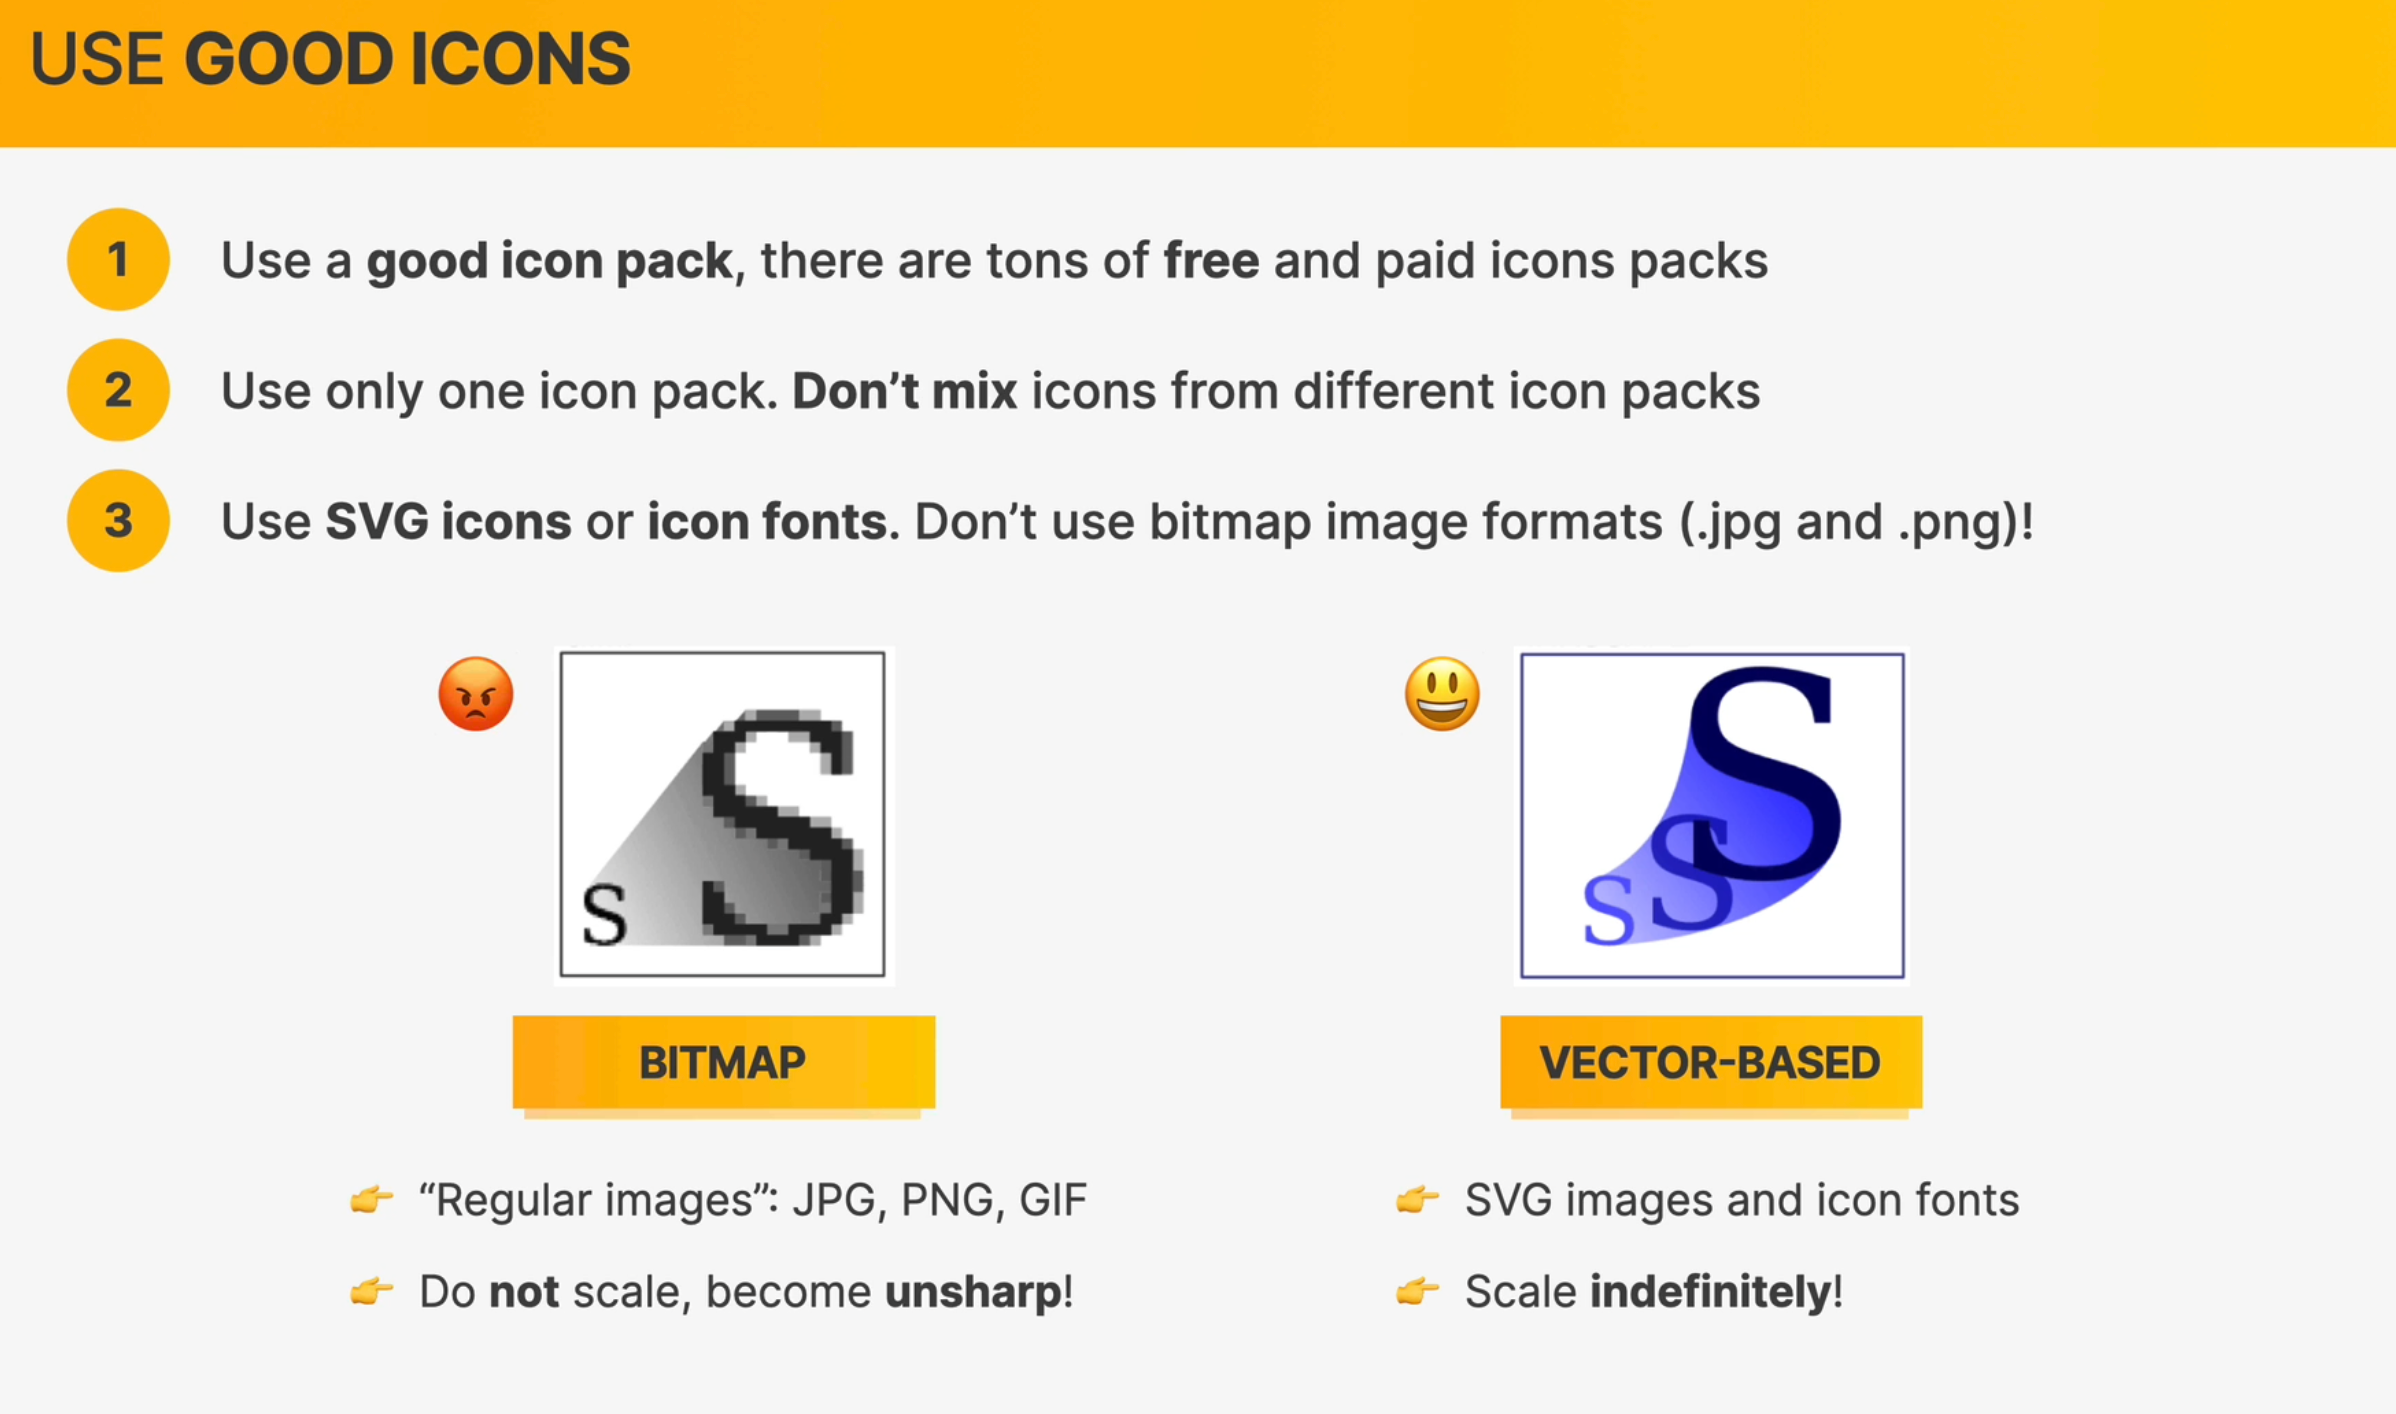 USE GOOD ICONS
1 Use a good icon pack, there are tons of free and paid icons packs
2 Use only one icon pack. Don’t mix icons from different icon packs
3 Use SVG icons or icon fonts. Don’t use bitmap image formats (.jpg and .png)!
S S
S S S
BITMAP
VECTOR-BASED
“Regular images”: JPG, PNG, GIF
Do not scale, become unsharp!
SVG images and icon fonts
Scale indefinitely!